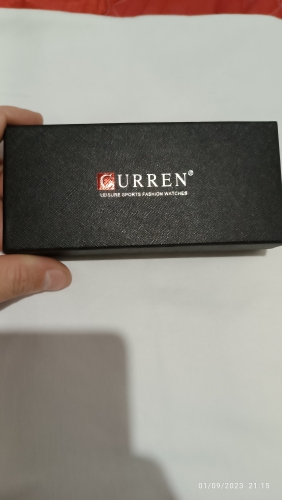 CURREN®
LEISURE SPORTS FASHION WATCHES
01/09/2023 21:15